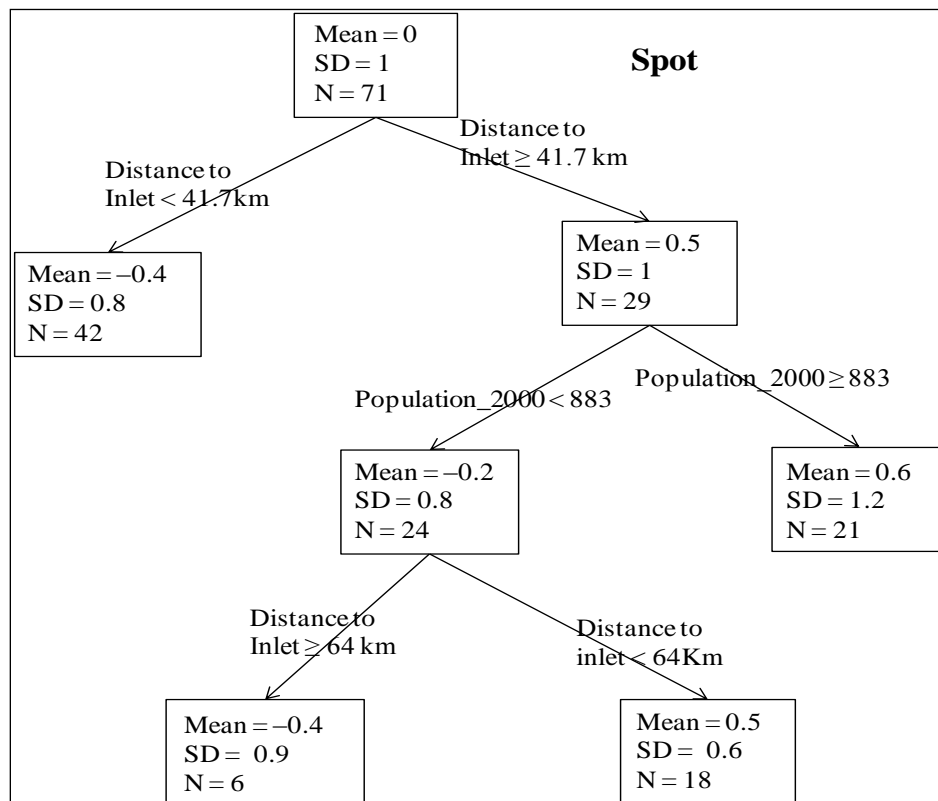 Mean = 0
SD = 1
N = 71
Spot
Distance to
Inlet ≥ 41.7 km
Distance to
Inlet < 41.7km
Mean = 0.5
SD = 1
N = 29
Mean = –0.4
SD = 0.8
N = 42
Population_2000 ≥ 883
Population_2000 < 883
Mean = –0.2
SD = 0.8
N = 24
Mean = 0.6
SD = 1.2
N = 21
Distance to
Inlet ≥ 64 km
Distance to
inlet < 64Km
Mean = –0.4
SD = 0.9
N = 6
Mean = 0.5
SD = 0.6
N = 18